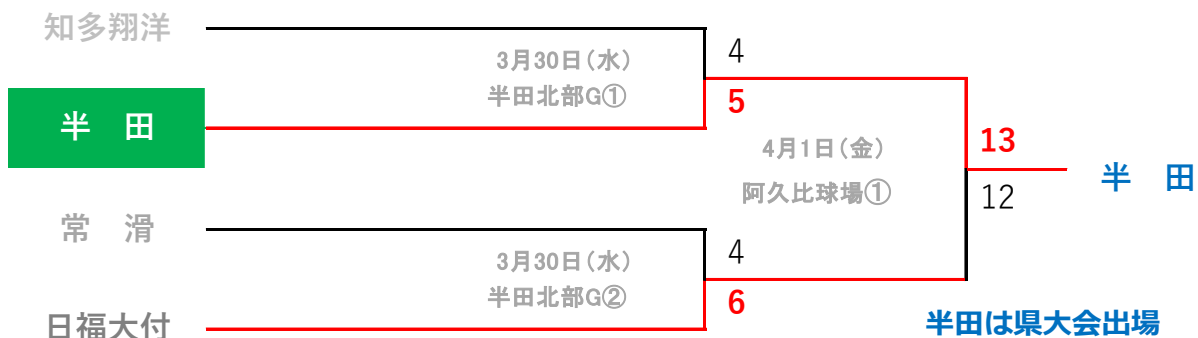 知多翔洋
3月30日（水）
半田北部G①
4
5
半　田
4月1日（金）
阿久比球場①
13
12
半　田
常　滑
3月30日（水）
半田北部G②
4
6
日福大付
半田は県大会出場